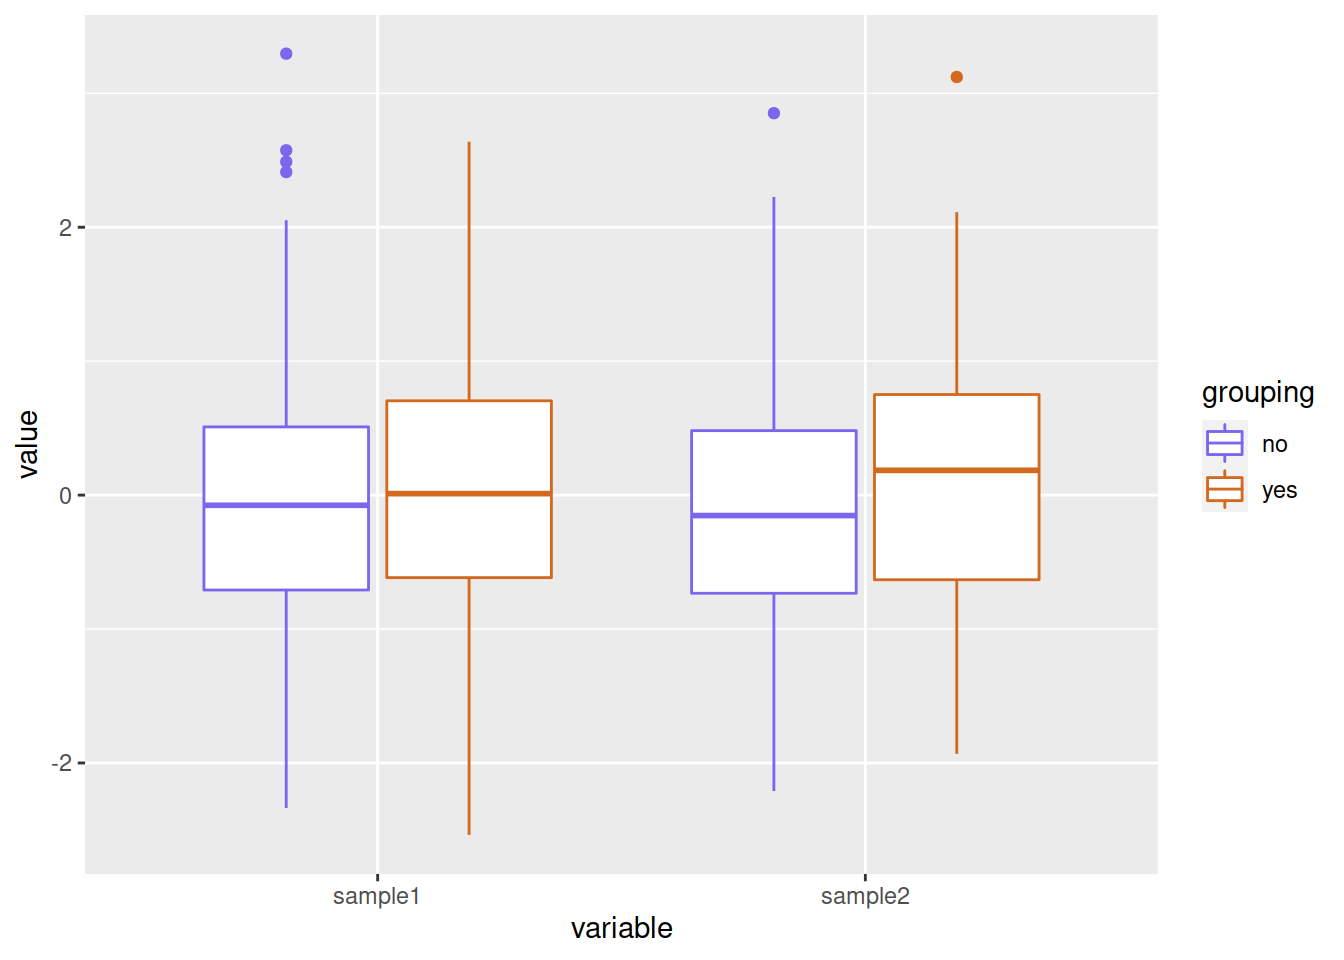 value
2
0
-2
sample1
sample2
variable
grouping
no
yes